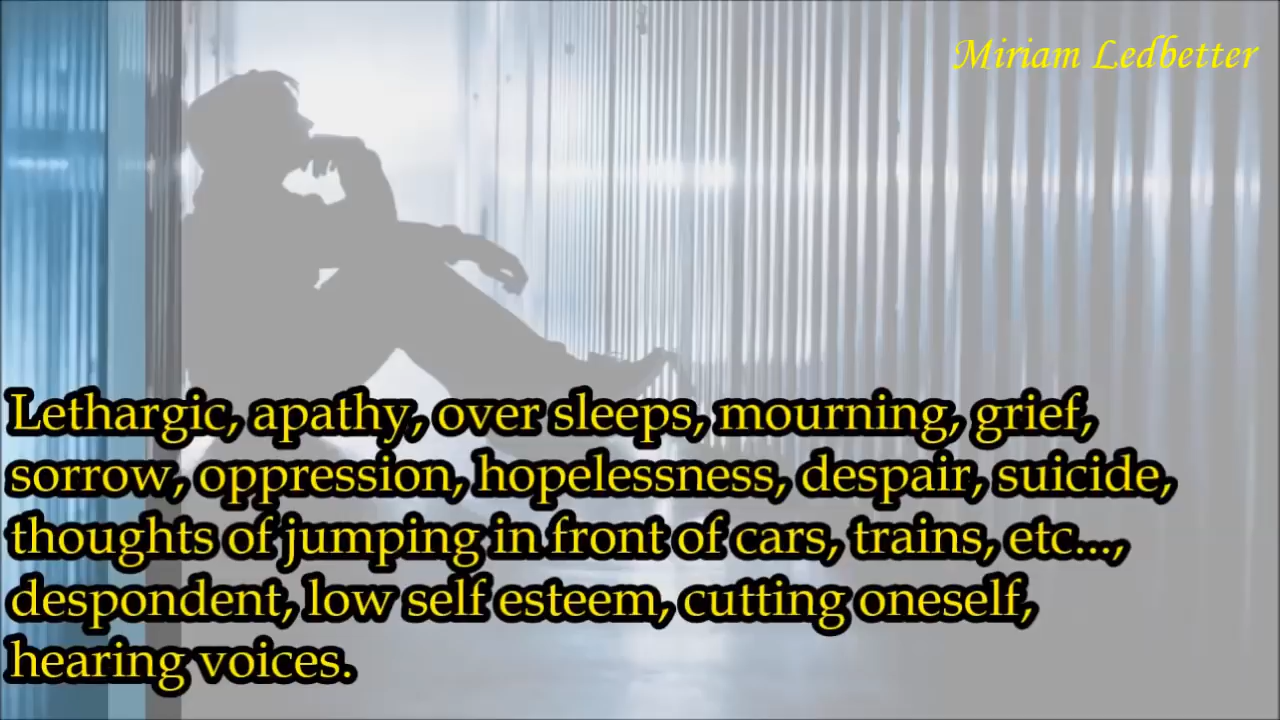 Miriam Ledbetter
Lethargic, apathy, over sleeps, mourning, grief,
sorrow, oppression, hopelessness, despair, suicide,
thoughts of jumping in front of cars, trains, etc...,
despondent, low self esteem, cutting oneself,
hearing voices.